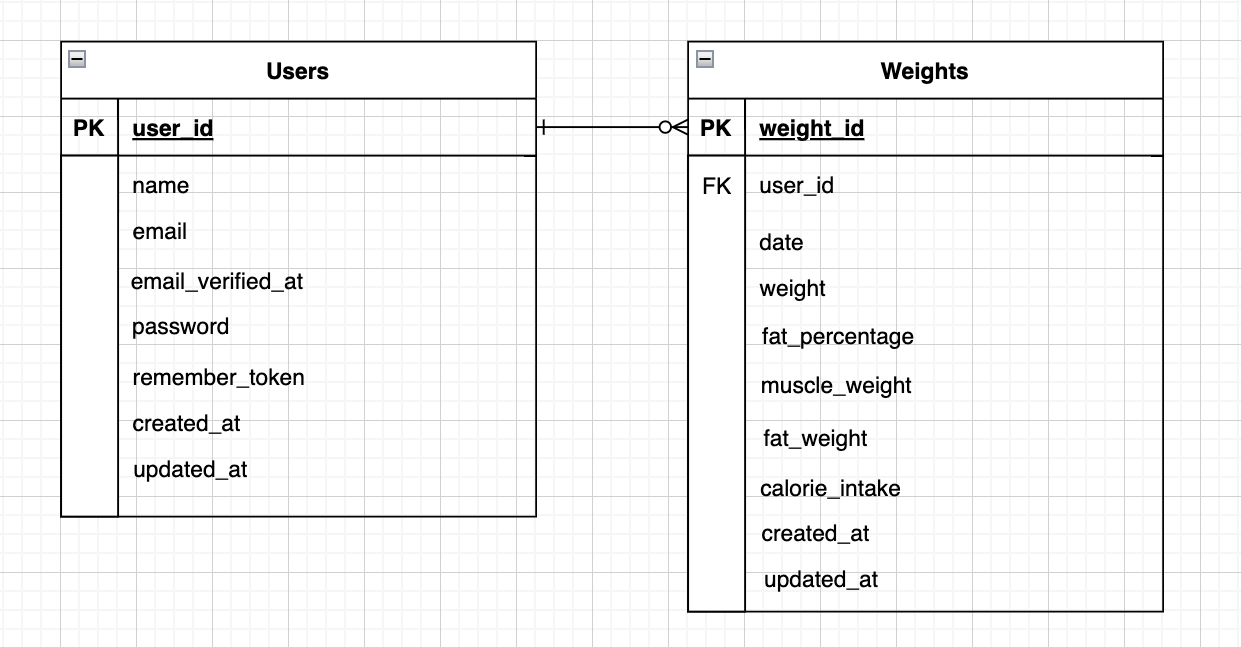 Users
PK user_id
name
email
email_verified_at
password
remember_token
created_at
updated_at
Weights
PK weight_id
FK user_id
date
weight
fat_percentage
muscle_weight
fat_weight
calorie_intake
created_at
updated_at